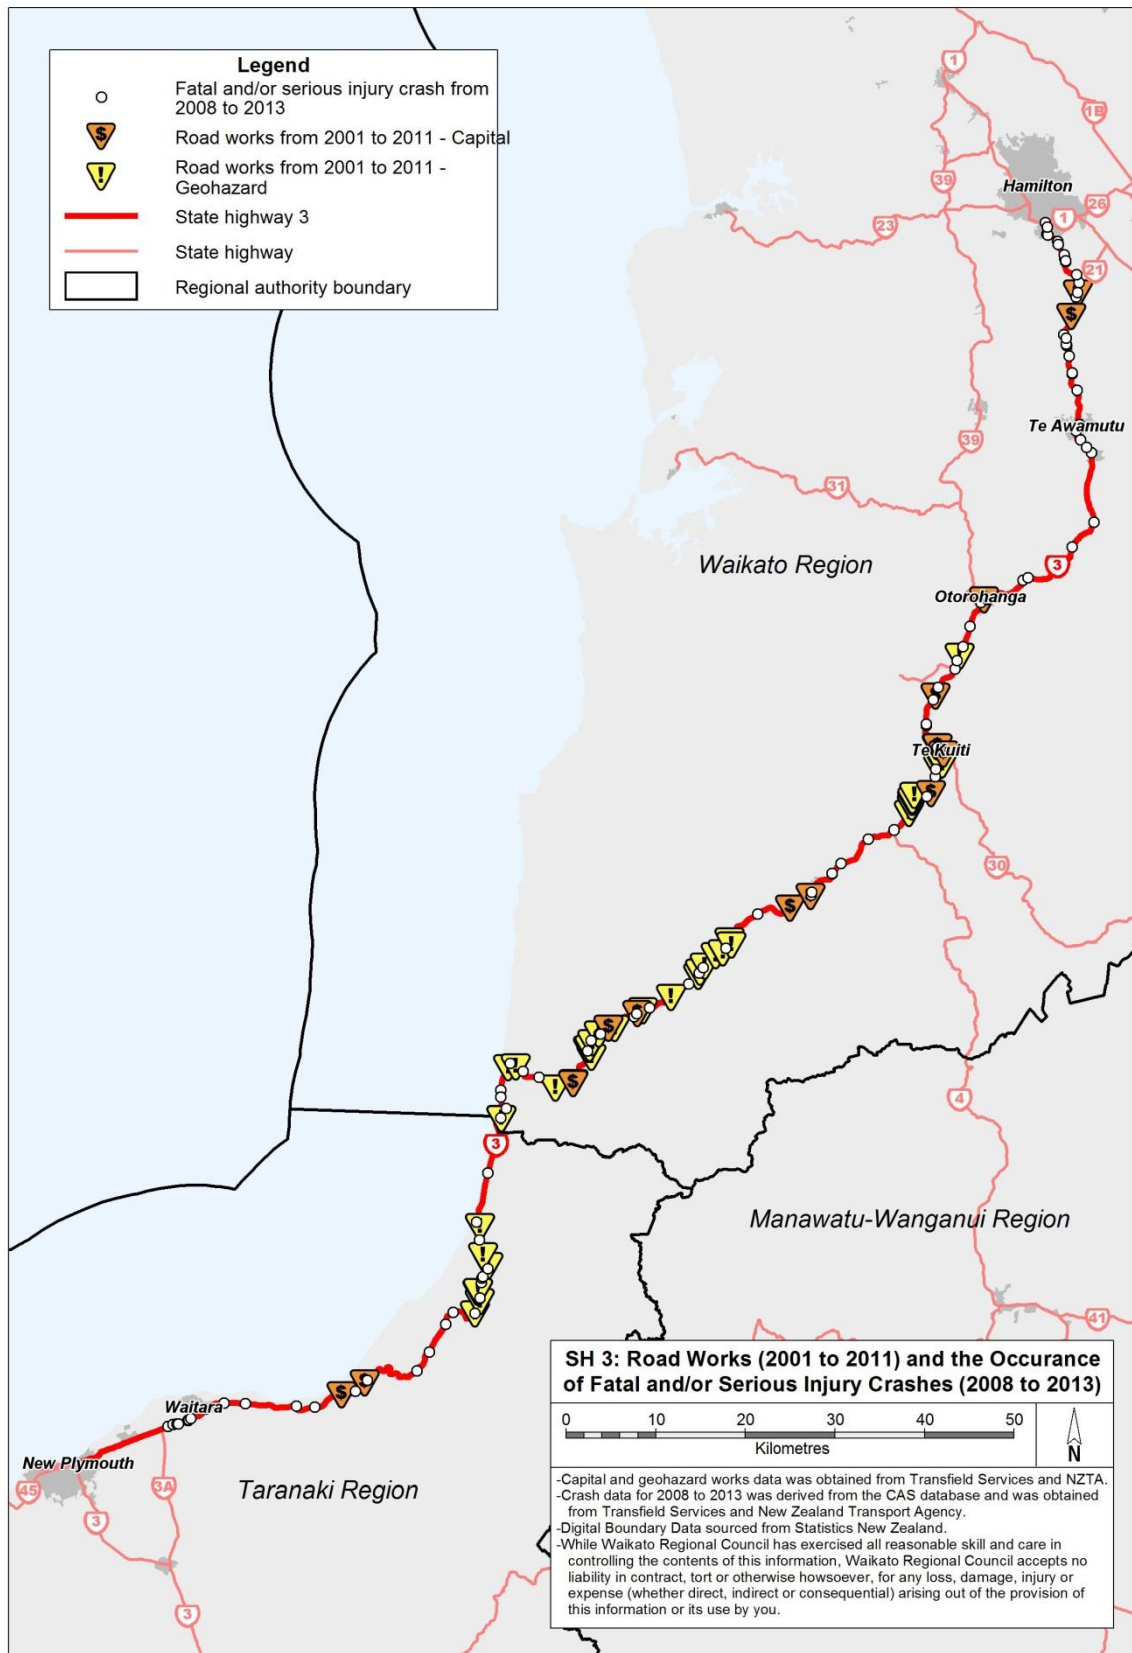 Legend
Fatal and/or serious injury crash from
2008 to 2013
$
Road works from 2001 to 2011 - Capital
!
Road works from 2001 to 2011 -
Geohazard
State highway 3
State highway
Regional authority boundary
1
1B
39
Hamilton
26
1
23
21
$
Te Awamutu
39
31
Waikato Region
3
Otorohanga
!
$
Te Kuiti
$
!
30
$
$
!
!
!
!
$
$
!
!
$
!
4
3
Manawatu-Wanganui Region
!
!
41
SH 3: Road Works (2001 to 2011) and the Occurance
of Fatal and/or Serious Injury Crashes (2008 to 2013)
0 10 20 30 40 50
Kilometres
N
$
$
Waitara
New Plymouth
45
3A
Taranaki Region
3
3
-Capital and geohazard works data was obtained from Transfield Services and NZTA.
-Crash data for 2008 to 2013 was derived from the CAS database and was obtained
from Transfield Services and New Zealand Transport Agency.
-Digital Boundary Data sourced from Statistics New Zealand.
-While Waikato Regional Council has exercised all reasonable skill and care in
controlling the contents of this information, Waikato Regional Council accepts no
liability in contract, tort or otherwise howsoever, for any loss, damage, injury or
expense (whether direct, indirect or consequential) arising out of the provision of
this information or its use by you.